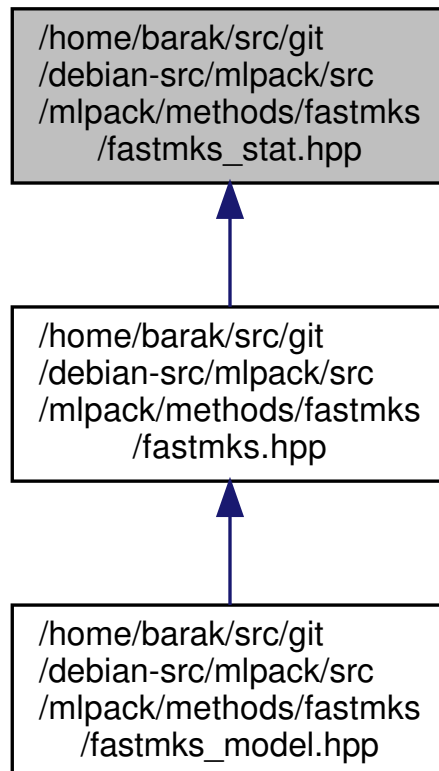 /home/barak/src/git
/debian-src/mlpack/src
/mlpack/methods/fastmks
/fastmks_stat.hpp
/home/barak/src/git
/debian-src/mlpack/src
/mlpack/methods/fastmks
/fastmks.hpp
/home/barak/src/git
/debian-src/mlpack/src
/mlpack/methods/fastmks
/fastmks_model.hpp